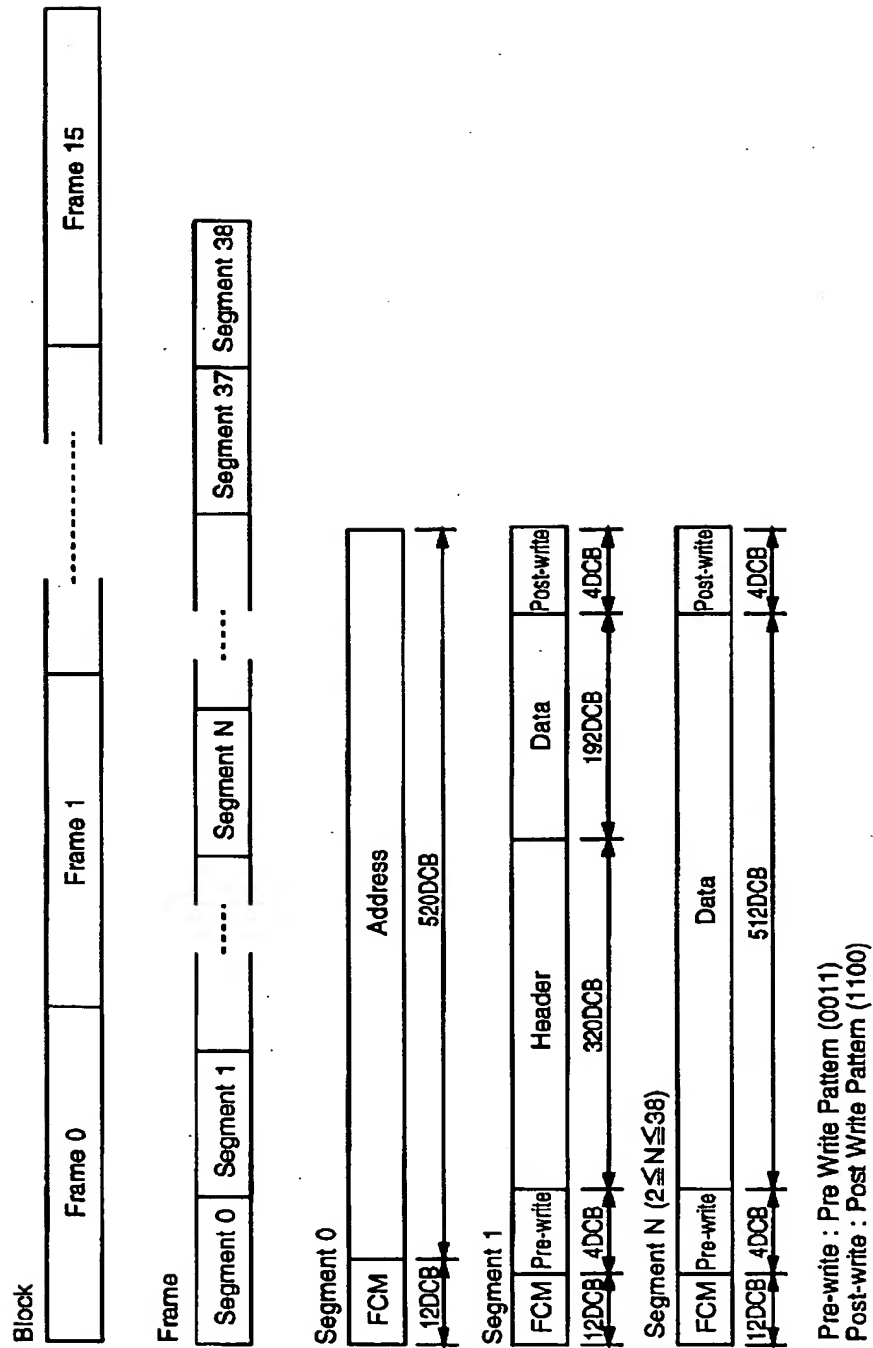 Block
Frame 0 Frame 1 Frame 15
Frame
Segment 0 Segment 1 Segment N Segment 37 Segment 38
Segment 0
FCM Address
12DCB 520DCB
Segment 1
FCM Pre-write Header Data Post-write
12DCB 4DCB 320DCB 192DCB 4DCB
Segment N (2≦N≦38)
FCM Pre-write Data Post-write
12DCB 4DCB 512DCB 4DCB
Pre-write : Pre Write Pattern (0011)
Post-write : Post Write Pattern (1100)